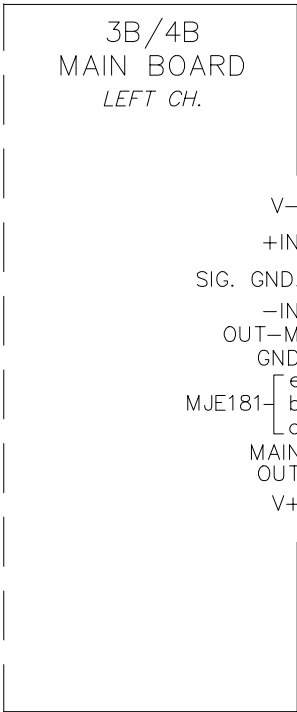 3B/4B
MAIN BOARD
LEFT CH.
V-
+IN
SIG. GND.
-IN
OUT-M
GND
e
MJE181 b
c
MAIN
OUT
V+